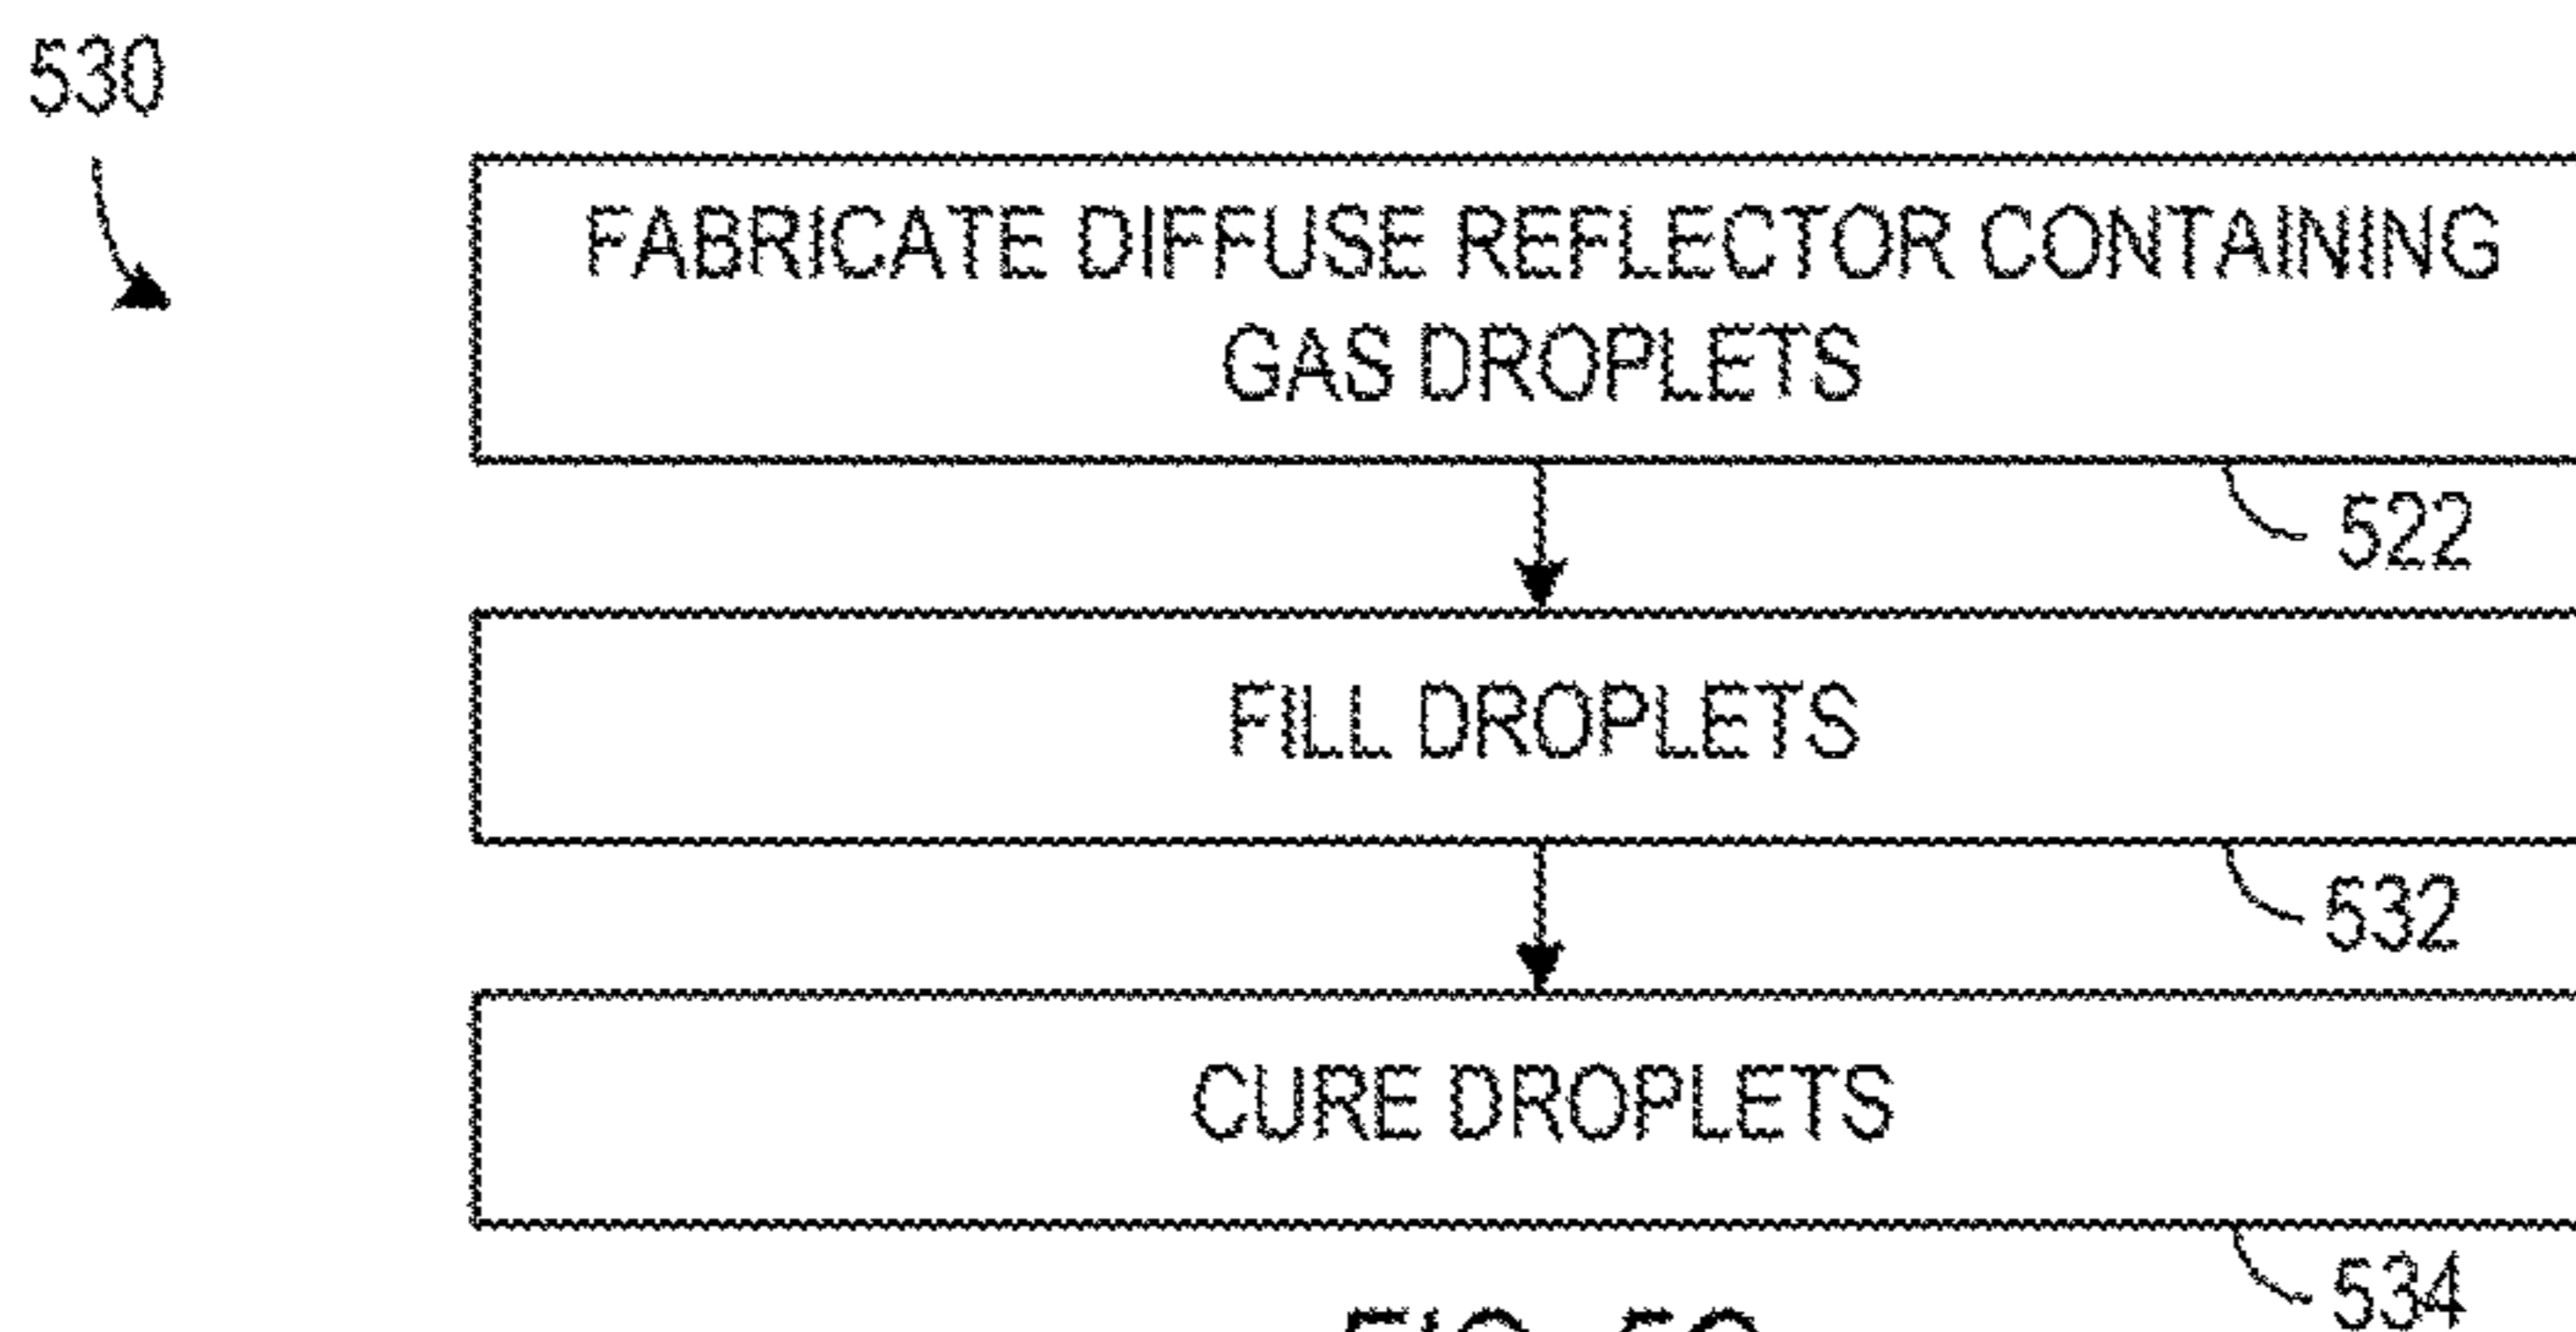 530
FABRICATE DIFFUSE REFLECTOR CONTAINING
GAS DROPLETS
522
FILL DROPLETS
532
CURE DROPLETS
534